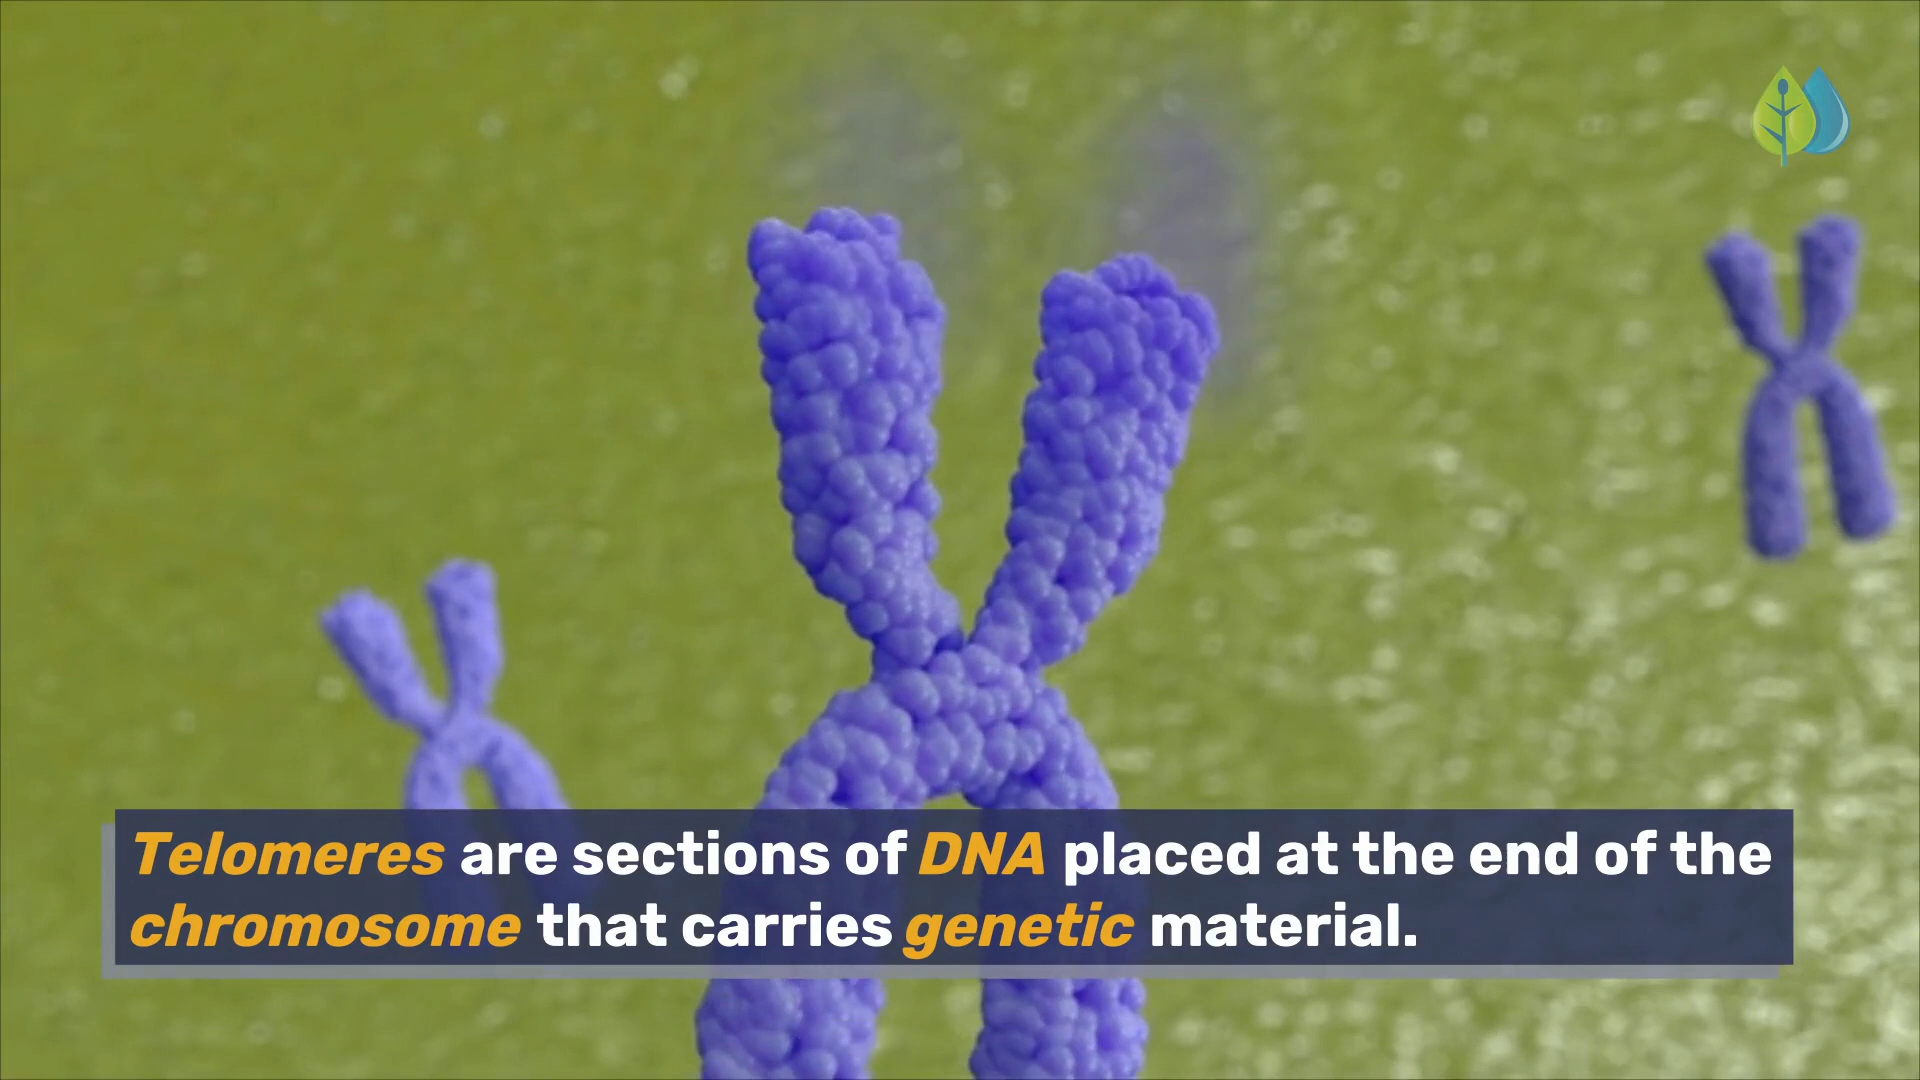 Telomeres are sections of DNA placed at the end of the
chromosome that carries genetic material.